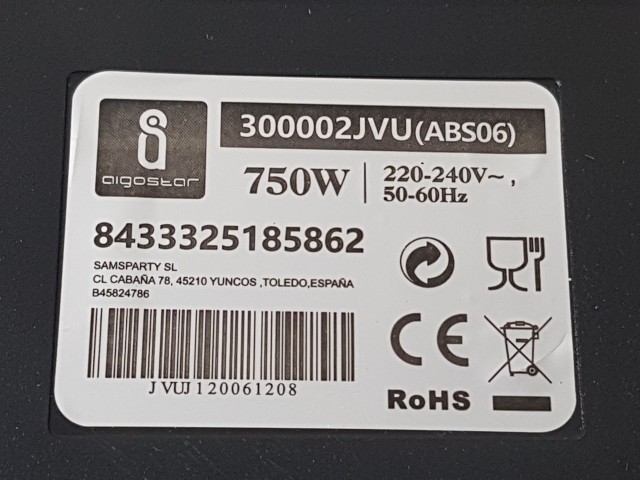 aigostar
300002JVU(ABS06)
750W
220-240V~,
50-60Hz
8433325185862
SAMSPARTY SL
CL CABAÑA 78, 45210 YUNCOS ,TOLEDO,ESPAÑA
B45824786
CE
JVUJ120061208
RoHS